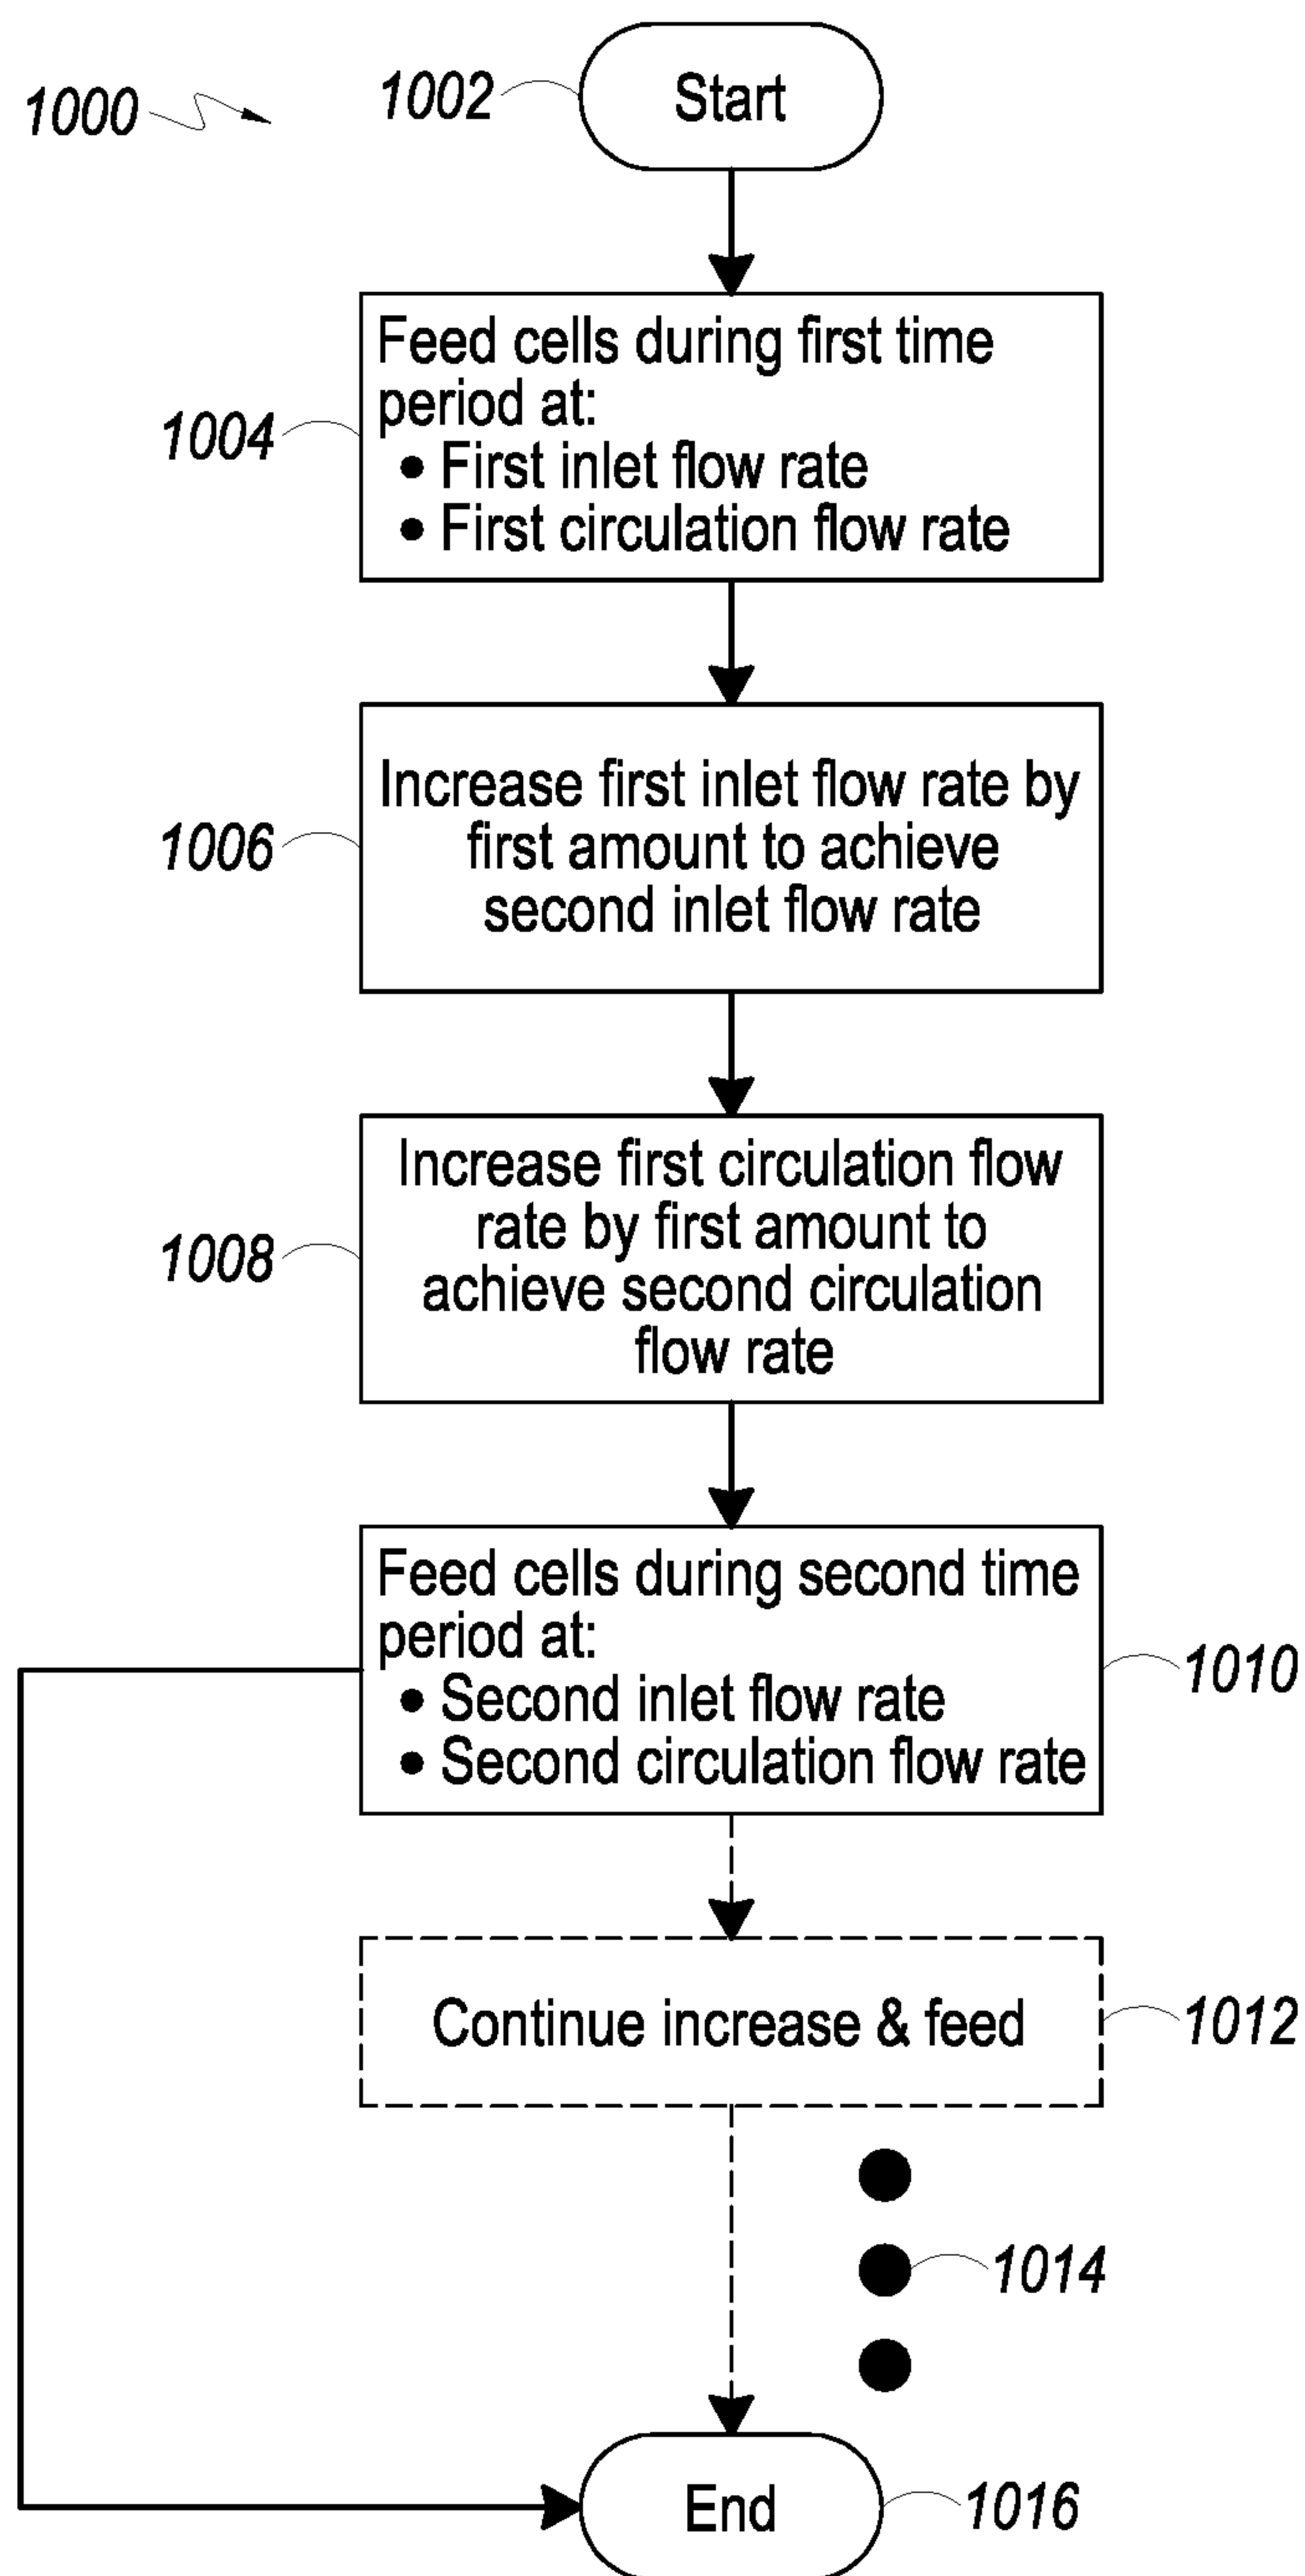 1000
1002
Start
1004
Feed cells during first time
period at:
• First inlet flow rate
• First circulation flow rate
1006
Increase first inlet flow rate by
first amount to achieve
second inlet flow rate
1008
Increase first circulation flow
rate by first amount to
achieve second circulation
flow rate
Feed cells during second time
period at:
• Second inlet flow rate
• Second circulation flow rate
1010
Continue increase & feed
1012
1014
End
1016